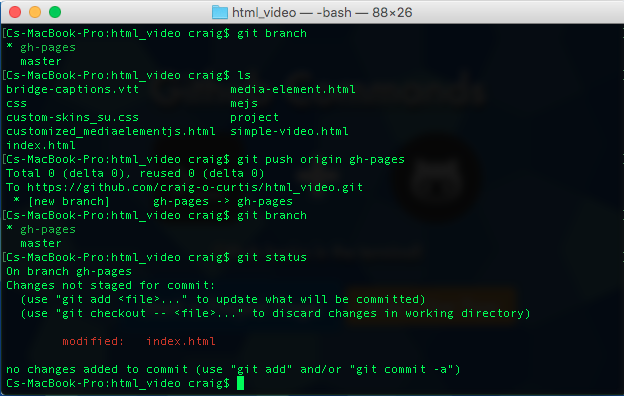 html_video — -bash — 88×26
[Cs-MacBook-Pro:html_video craig$ git branch
* gh-pages
  master
[Cs-MacBook-Pro:html_video craig$ ls
bridge-captions.vtt             media-element.html
css                             mejs
custom-skins_su.css             project
customized_mediaelementjs.html  simple-video.html
index.html
[Cs-MacBook-Pro:html_video craig$ git push origin gh-pages
Total 0 (delta 0), reused 0 (delta 0)
To https://github.com/craig-o-curtis/html_video.git
 * [new branch]      gh-pages -> gh-pages
[Cs-MacBook-Pro:html_video craig$ git branch
* gh-pages
  master
[Cs-MacBook-Pro:html_video craig$ git status
On branch gh-pages
Changes not staged for commit:
  (use "git add <file>..." to update what will be committed)
  (use "git checkout -- <file>..." to discard changes in working directory)
        modified:   index.html
no changes added to commit (use "git add" and/or "git commit -a")
Cs-MacBook-Pro:html_video craig$